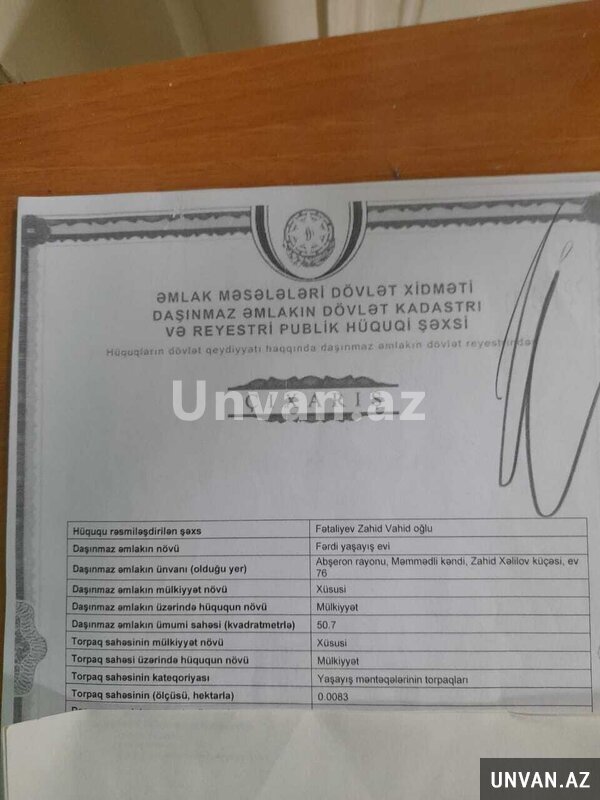 ƏMLAK MƏSƏLƏLƏRİ DÖVLƏT XİDMƏTİ
DAŞINMAZ ƏMLAKIN DÖVLƏT KADASTRI
VƏ REYESTRİ PUBLİK HÜQUQİ ŞƏXSİ
Hüquqların dövlət qeydiyyatı haqqında daşınmaz əmlakın dövlət reyestrindən
ÇIXARIŞ
Unvan.az
Hüququ rəsmiləşdirilən şəxs Fətaliyev Zahid Vahid oğlu
Daşınmaz əmlakın növü Fərdi yaşayış evi
Daşınmaz əmlakın ünvanı (olduğu yer) Abşeron rayonu, Məmmədli kəndi, Zahid Xəlilov küçəsi, ev
76
Daşınmaz əmlakın mülkiyyət növü Xüsusi
Daşınmaz əmlakın üzərində hüququn növü Mülkiyyət
Daşınmaz əmlakın ümumi sahəsi (kvadratmetrlə) 50.7
Torpaq sahəsinin mülkiyyət növü Xüsusi
Torpaq sahəsi üzərində hüququn növü Mülkiyyət
Torpaq sahəsinin kateqoriyası Yaşayış məntəqələrinin torpaqları
Torpaq sahəsinin (ölçüsü, hektarla) 0.0083
UNVAN.AZ